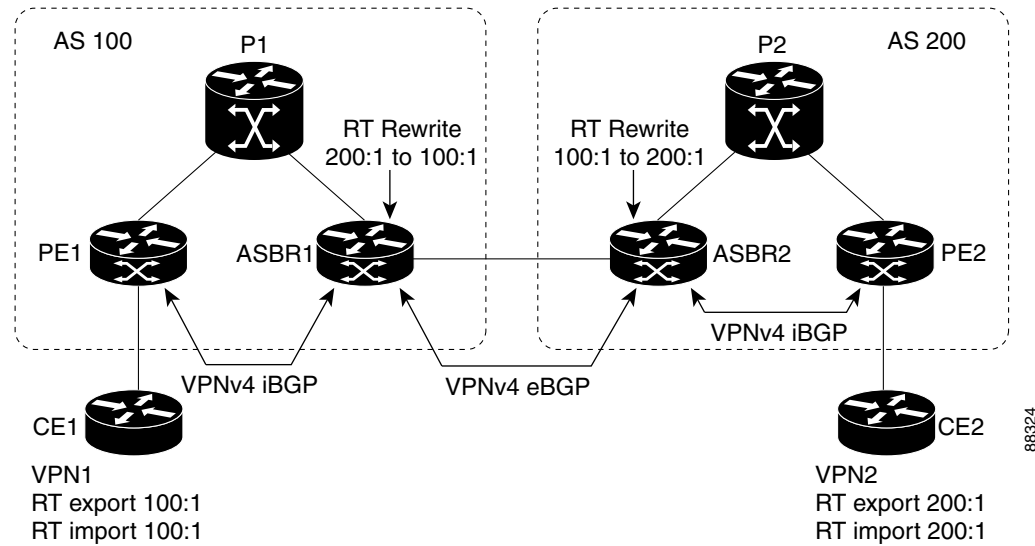 AS 100
P1
P2
AS 200
RT Rewrite
200:1 to 100:1
RT Rewrite
100:1 to 200:1
PE1
ASBR1
ASBR2
PE2
VPNv4 iBGP
VPNv4 iBGP
VPNv4 eBGP
CE1
CE2
VPN1
RT export 100:1
RT import 100:1
VPN2
RT export 200:1
RT import 200:1
88324